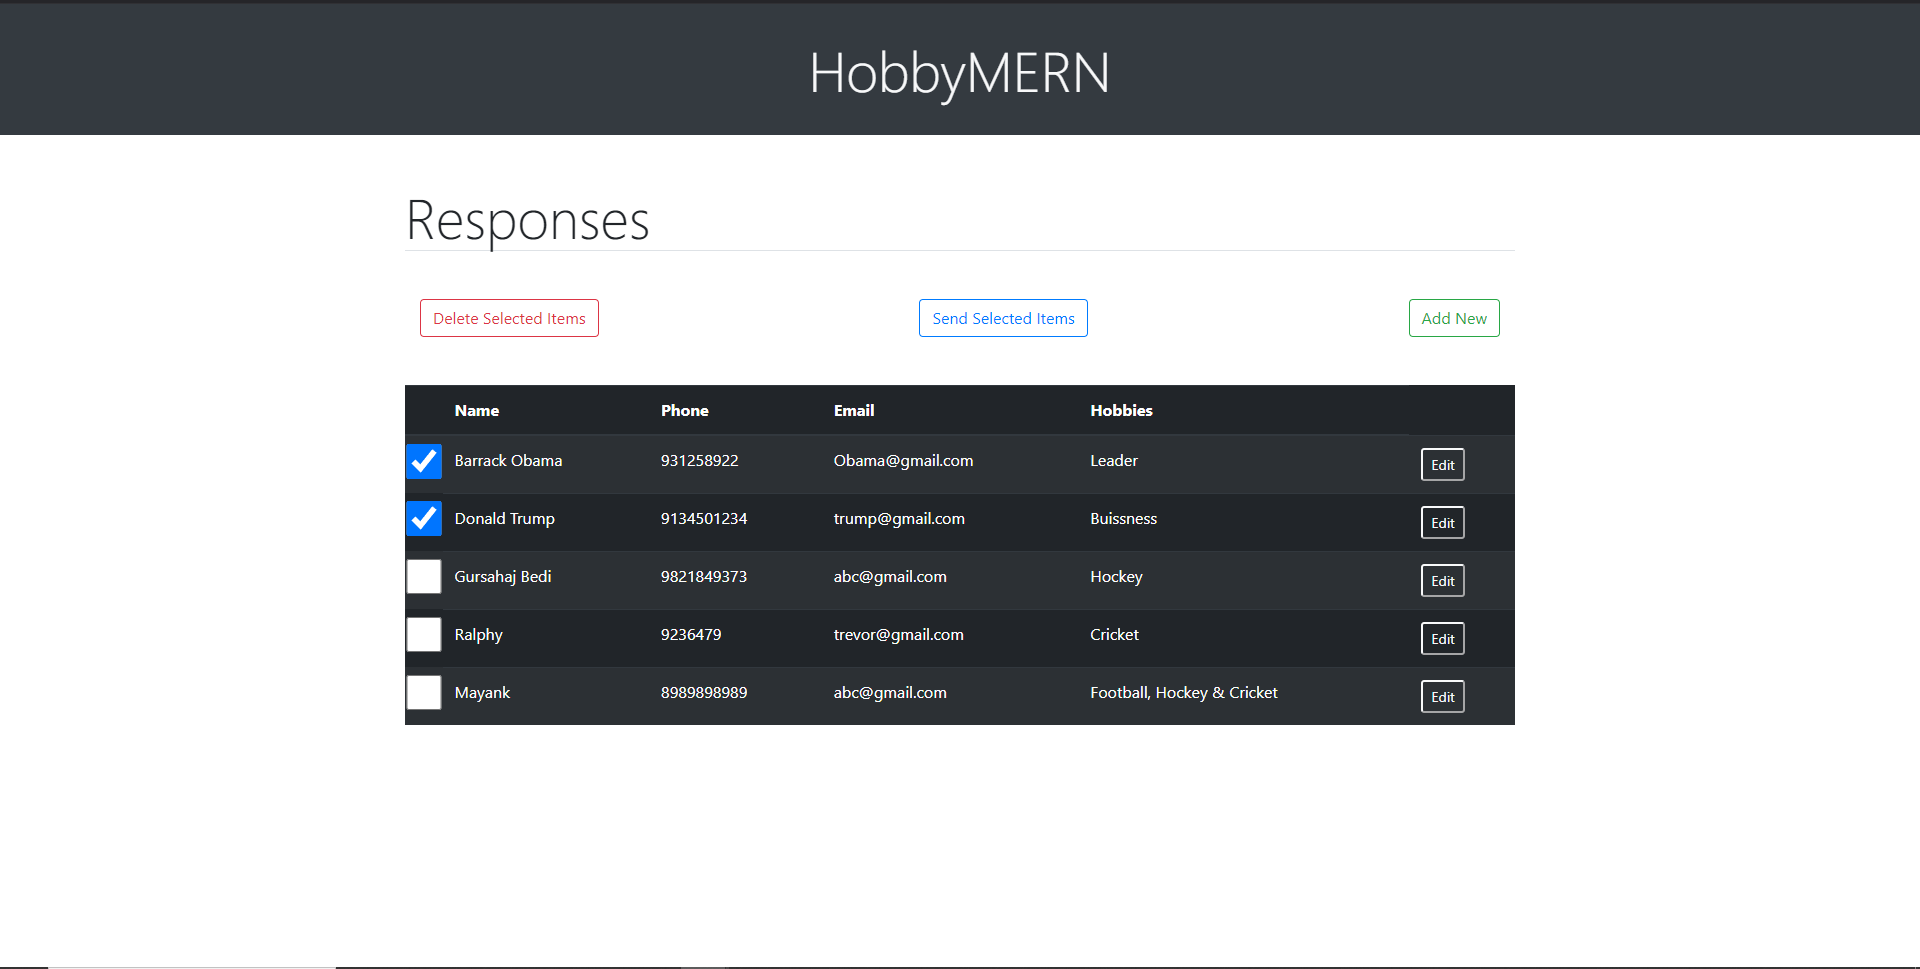 HobbyMERN
Responses
Delete Selected Items Send Selected Items Add New
Name Phone Email Hobbies
Barrack Obama 931258922 Obama@gmail.com Leader Edit
Donald Trump 9134501234 trump@gmail.com Buissness Edit
Gursahaj Bedi 9821849373 abc@gmail.com Hockey Edit
Ralphy 9236479 trevor@gmail.com Cricket Edit
Mayank 8989898989 abc@gmail.com Football, Hockey & Cricket Edit